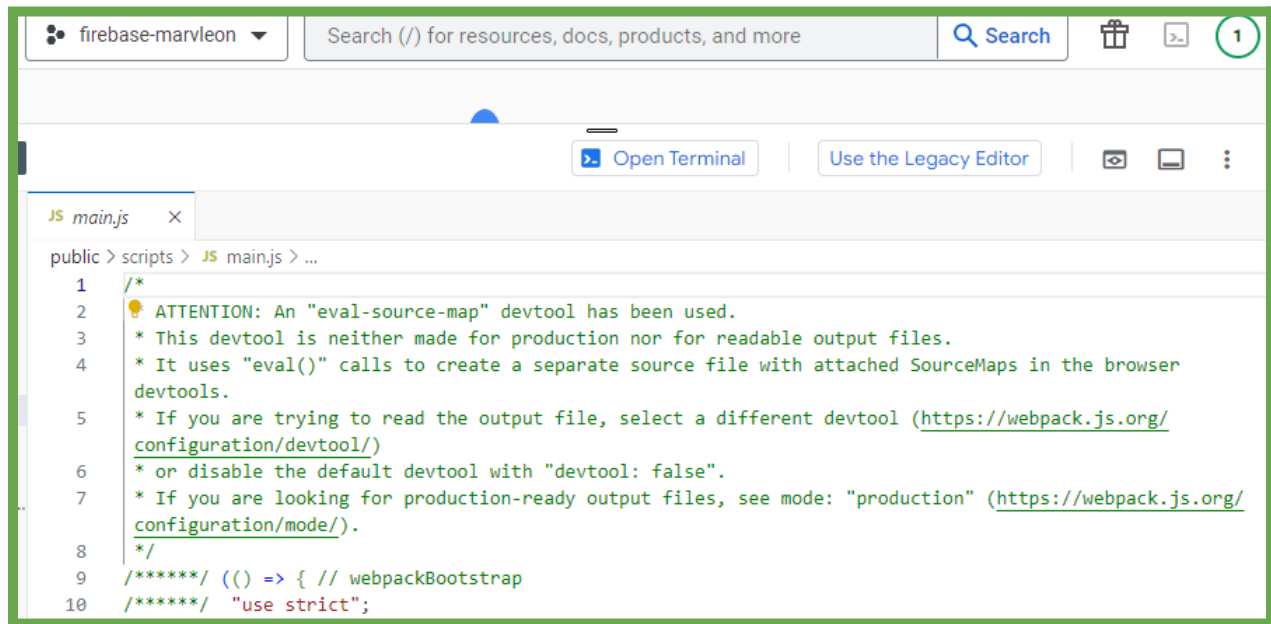 firebase-marvleon Search (/) for resources, docs, products, and more Search 1
Open Terminal Use the Legacy Editor
JS main.js
public > scripts > JS main.js > ...
1 /*
2 ATTENTION: An "eval-source-map" devtool has been used.
3 * This devtool is neither made for production nor for readable output files.
4 * It uses "eval()" calls to create a separate source file with attached SourceMaps in the browser
devtools.
5 * If you are trying to read the output file, select a different devtool (https://webpack.js.org/
configuration/devtool/)
6 * or disable the default devtool with "devtool: false".
7 * If you are looking for production-ready output files, see mode: "production" (https://webpack.js.org/
configuration/mode/).
8 */
9 /******/ (() => { // webpackBootstrap
10 /******/ "use strict";